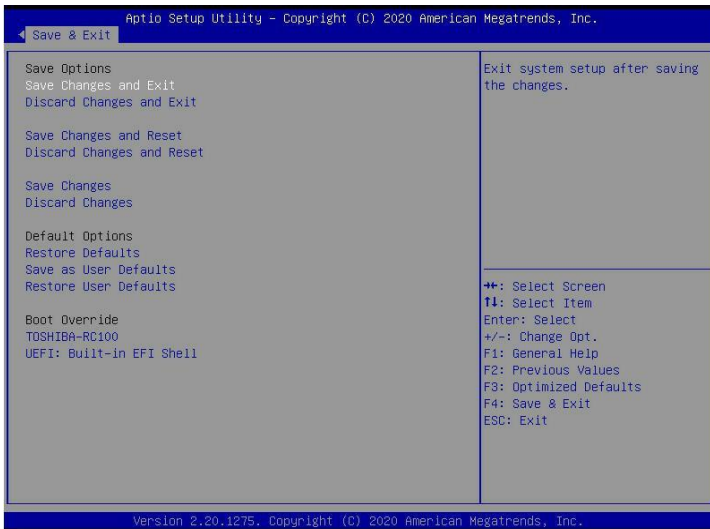 Aptio Setup Utility – Copyright (C) 2020 American Megatrends, Inc.
Save & Exit
Save Options
Save Changes and Exit
Discard Changes and Exit
Save Changes and Reset
Discard Changes and Reset
Save Changes
Discard Changes
Default Options
Restore Defaults
Save as User Defaults
Restore User Defaults
Boot Override
TOSHIBA-RC100
UEFI: Built-in EFI Shell
Exit system setup after saving
the changes.
→←: Select Screen
↑↓: Select Item
Enter: Select
+/-: Change Opt.
F1: General Help
F2: Previous Values
F3: Optimized Defaults
F4: Save & Exit
ESC: Exit
Version 2.20.1275. Copyright (C) 2020 American Megatrends, Inc.